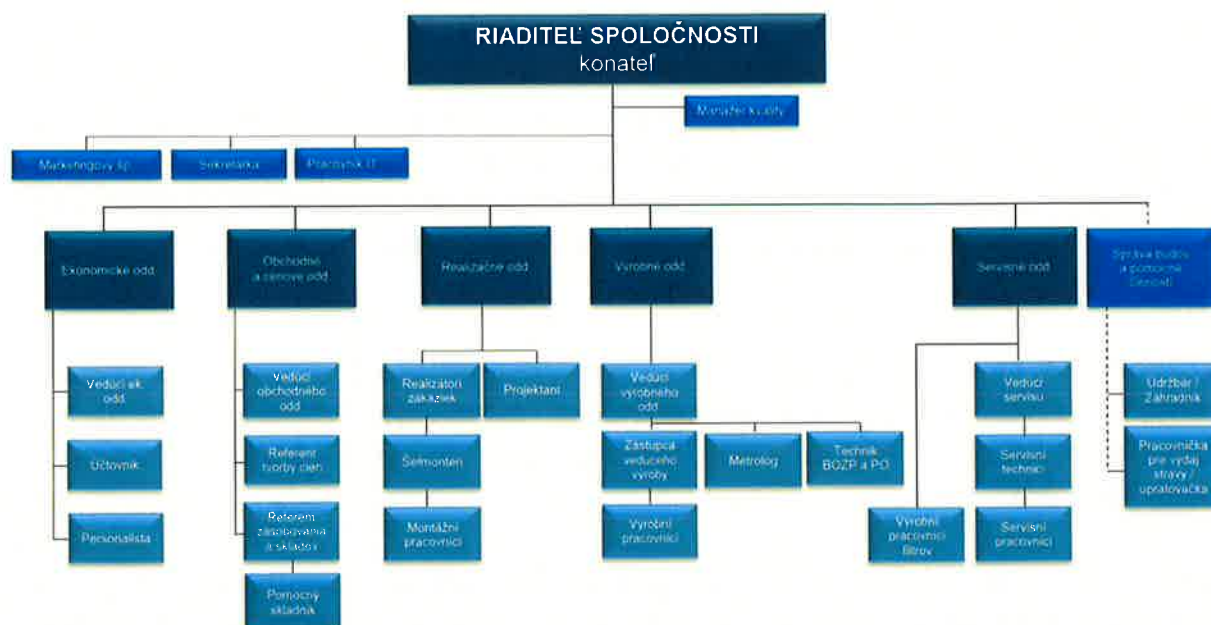 RIADITEĽ SPOLOČNOSTI
konateľ
Manažér kvality
Marketingový šp.
Sekretárka
Pracovník IT
Ekonomické odd.
Obchodné
a cenové odd.
Realizačné odd.
Výrobné odd.
Servisné odd.
Správa budov
a pomocné
činnosti
Vedúci ek.
odd.
Účtovník
Personalista
Vedúci
obchodného
odd.
Referent
tvorby cien
Referent
zásobovania
a skladov
Pomocný
skladník
Realizátori
zákaziek
Projektant
Šéfmontéri
Montážni
pracovníci
Vedúci
výrobného
odd.
Zástupca
vedúceho
výroby
Metrológ
Technik
BOZP a PO
Výrobní
pracovníci
Vedúci
servisu
Servisní
technici
Výrobní
pracovníci
filtrov
Servisní
pracovníci
Údržbár /
Záhradník
Pracovníčka
pre výdaj
stravy /
upratovačka